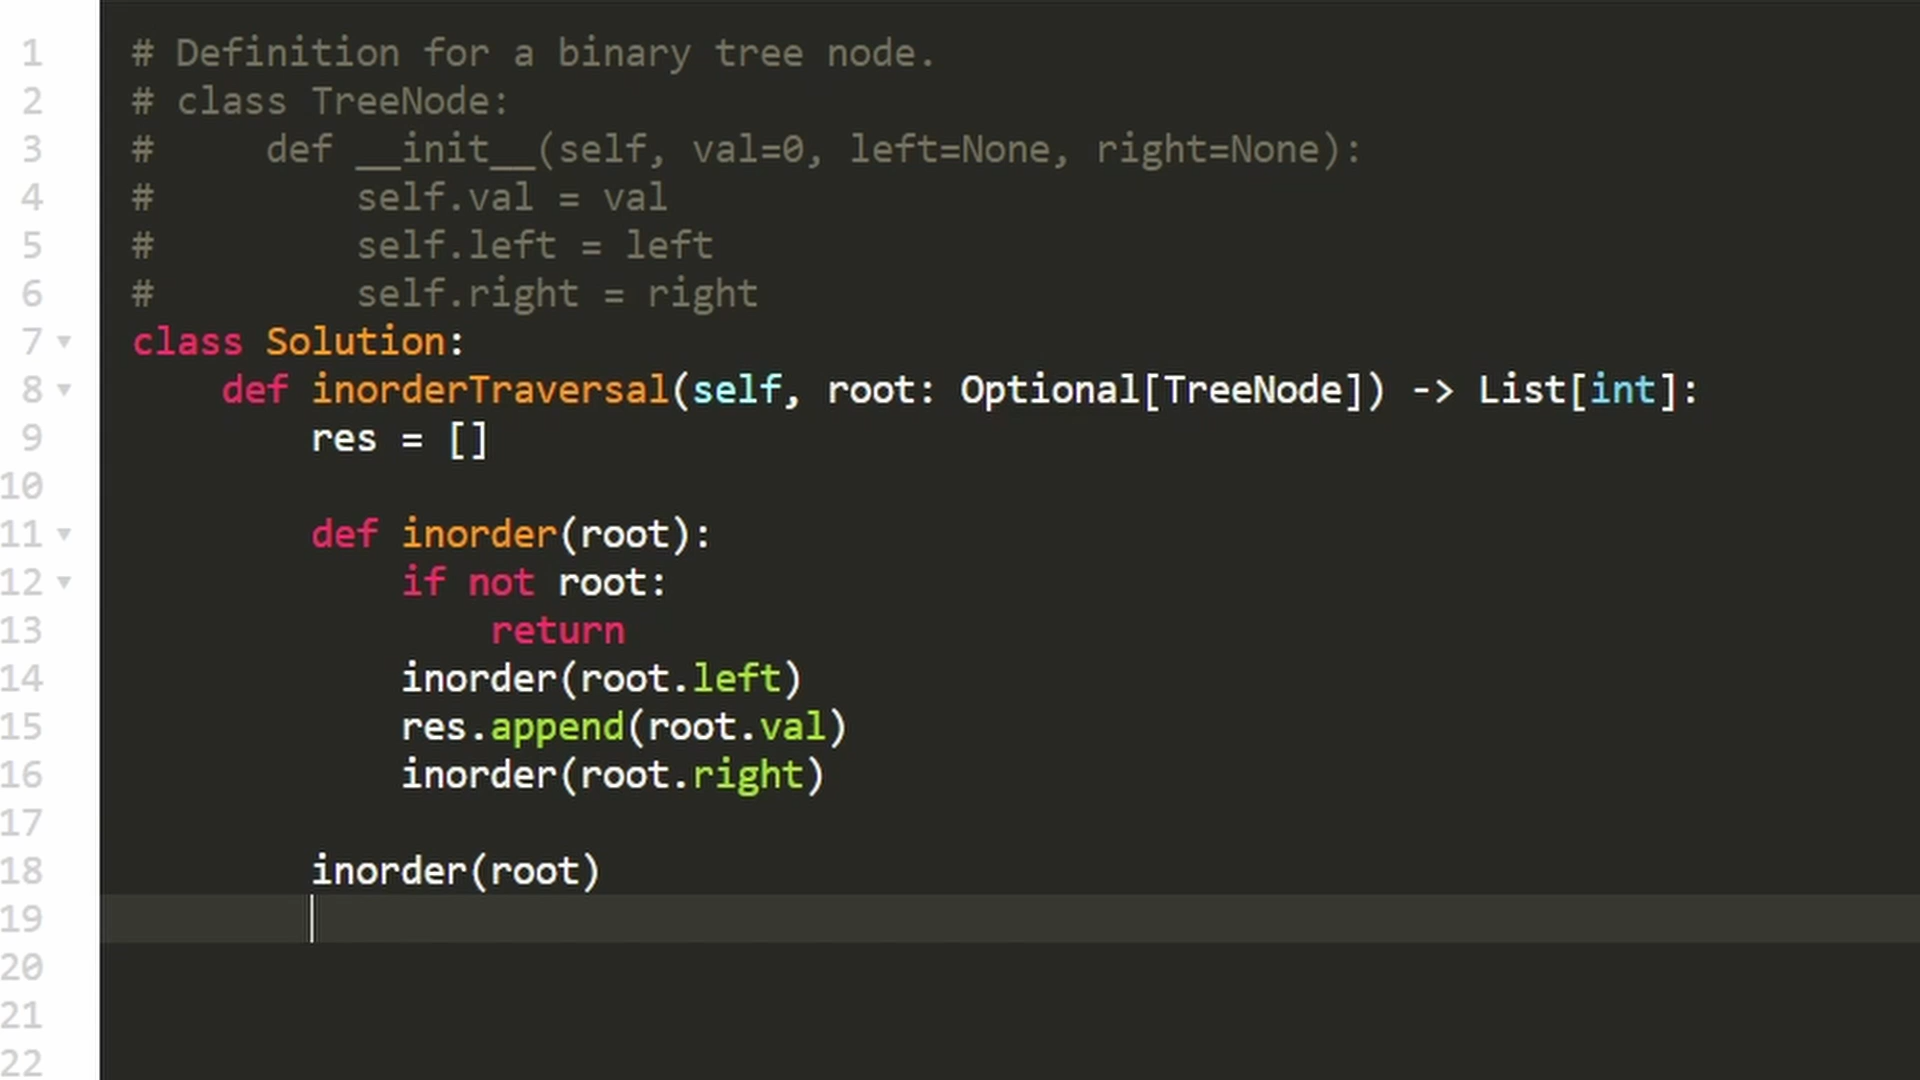 1 # Definition for a binary tree node.
2 # class TreeNode:
3 #     def __init__(self, val=0, left=None, right=None):
4 #         self.val = val
5 #         self.left = left
6 #         self.right = right
7 class Solution:
8     def inorderTraversal(self, root: Optional[TreeNode]) -> List[int]:
9         res = []
10
11         def inorder(root):
12             if not root:
13                 return
14             inorder(root.left)
15             res.append(root.val)
16             inorder(root.right)
17
18         inorder(root)
19
20
21
22